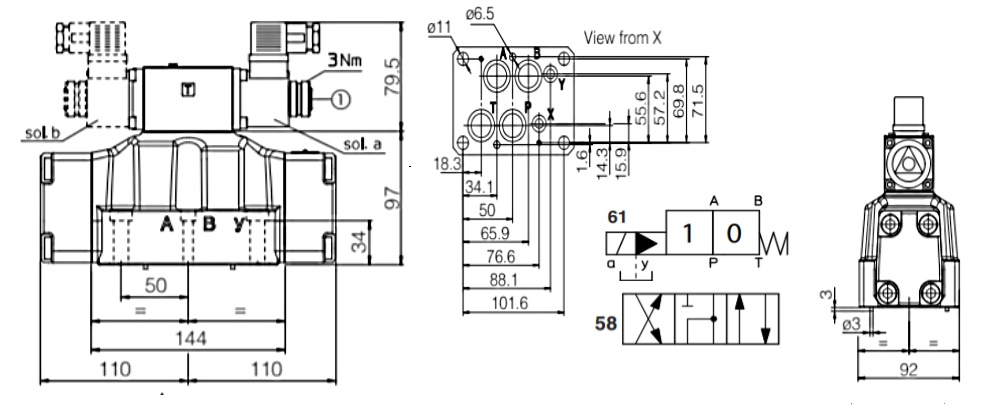 3Nm
T
1
79.5
sol. b
sol. a
A B y
97
34
50
= =
144
110 110
ø6.5
ø11
View from X
A B
Y
T P
X
55.6
57.2
69.8
71.5
1.6
14.3
15.9
18.3
34.1
50
65.9
76.6
88.1
101.6
61
A B
1 0
a y
P T
58
3
ø3
= =
92